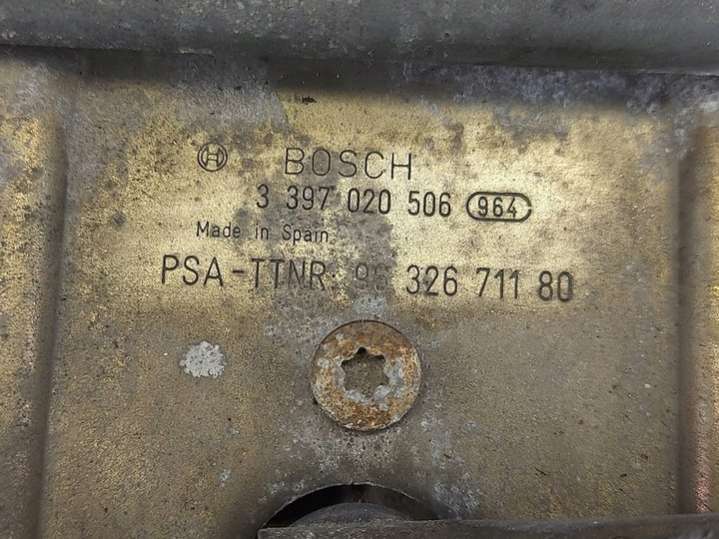 BOSCH
3 397 020 506 964
Made in Spain
PSA-TTNR. 96 326 711 80